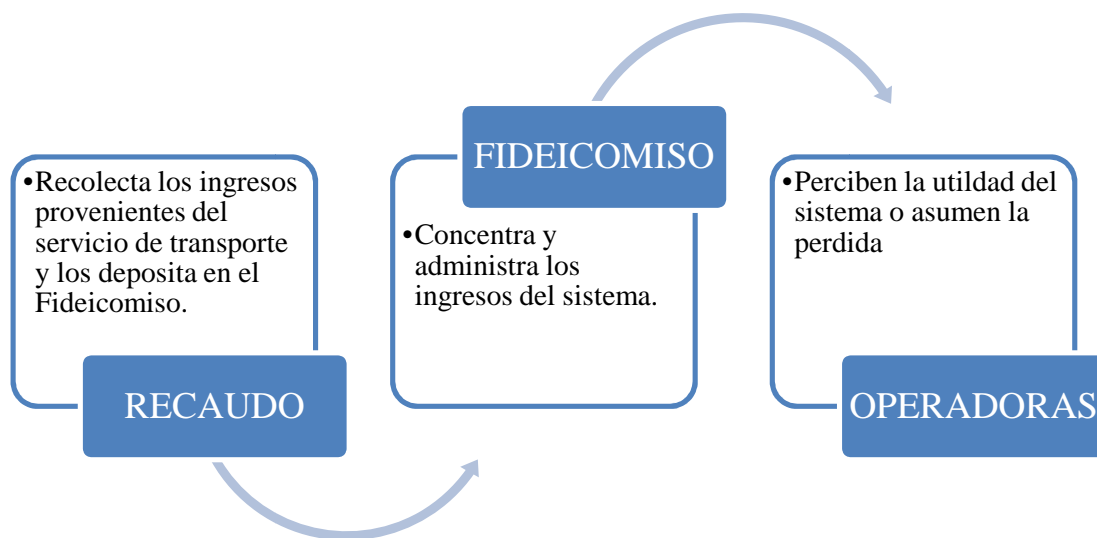 •Recolecta los ingresos
provenientes del
servicio de transporte
y los deposita en el
Fideicomiso.
RECAUDO
FIDEICOMISO
•Concentra y
administra los
ingresos del sistema.
•Perciben la utildad del
sistema o asumen la
perdida
OPERADORAS